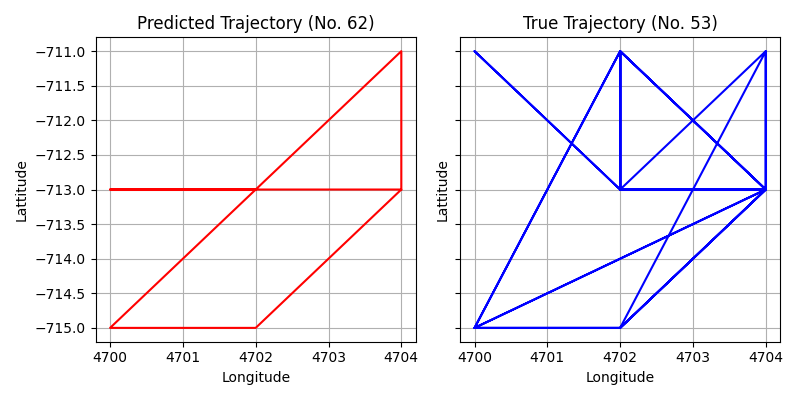 Predicted Trajectory (No. 62)
True Trajectory (No. 53)
−711.0
−711.5
−712.0
−712.5
−713.0
−713.5
−714.0
−714.5
−715.0
Lattitude
Lattitude
4700 4701 4702 4703 4704
4700 4701 4702 4703 4704
Longitude
Longitude